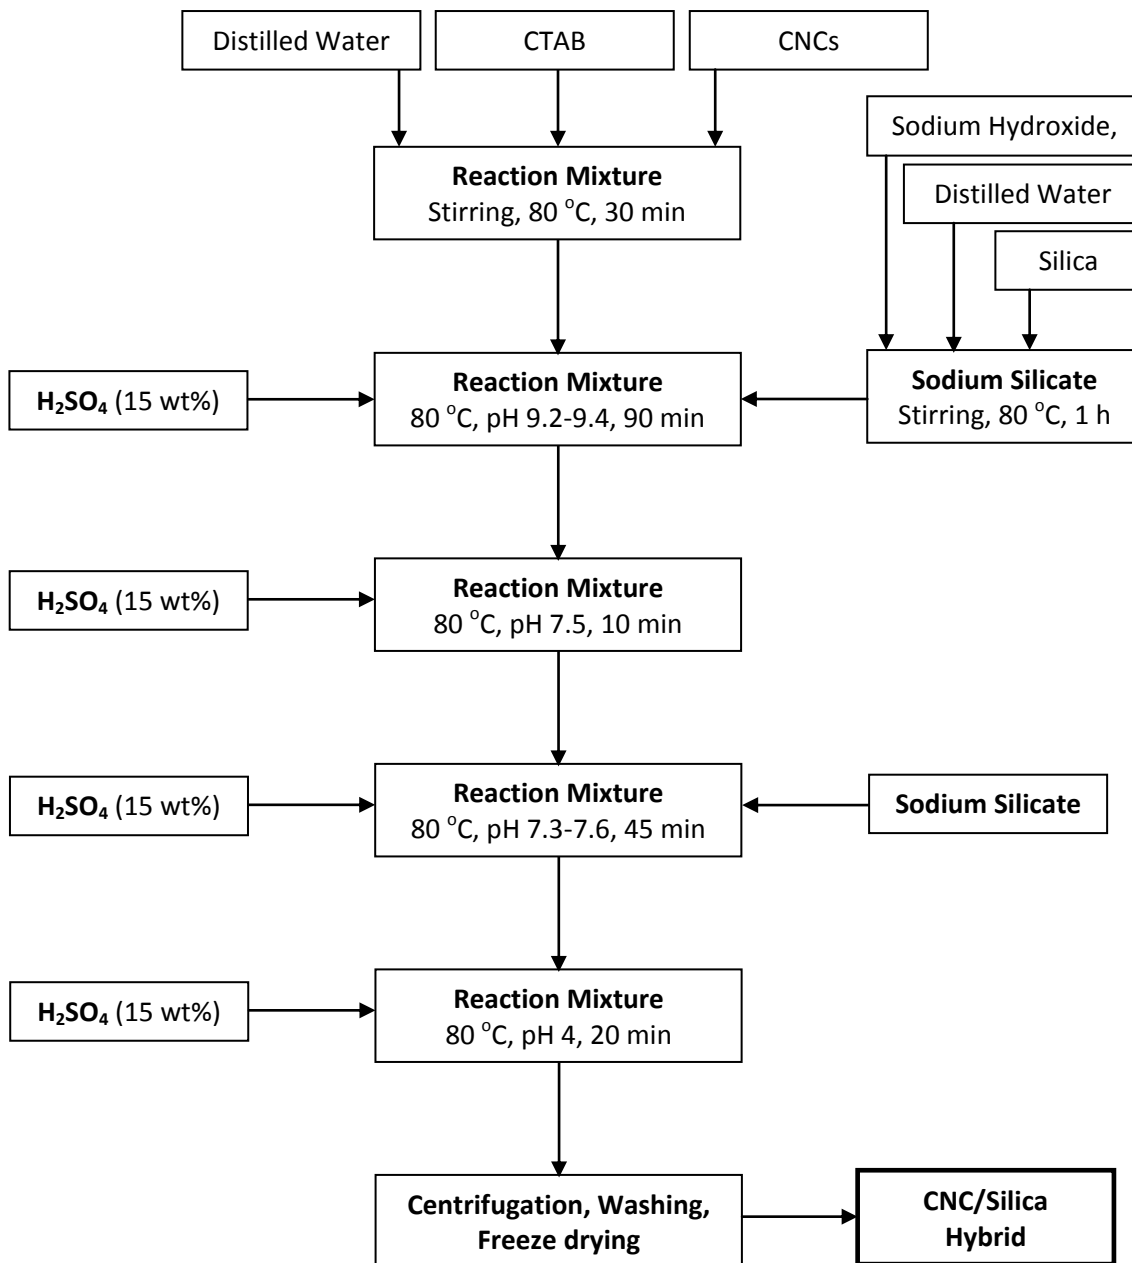 Distilled Water
CTAB
CNCs
Sodium Hydroxide,
Distilled Water
Silica
Reaction Mixture
Stirring, 80 °C, 30 min
Sodium Silicate
Stirring, 80 °C, 1 h
H₂SO₄ (15 wt%)
Reaction Mixture
80 °C, pH 9.2-9.4, 90 min
H₂SO₄ (15 wt%)
Reaction Mixture
80 °C, pH 7.5, 10 min
H₂SO₄ (15 wt%)
Reaction Mixture
80 °C, pH 7.3-7.6, 45 min
Sodium Silicate
H₂SO₄ (15 wt%)
Reaction Mixture
80 °C, pH 4, 20 min
Centrifugation, Washing,
Freeze drying
CNC/Silica
Hybrid